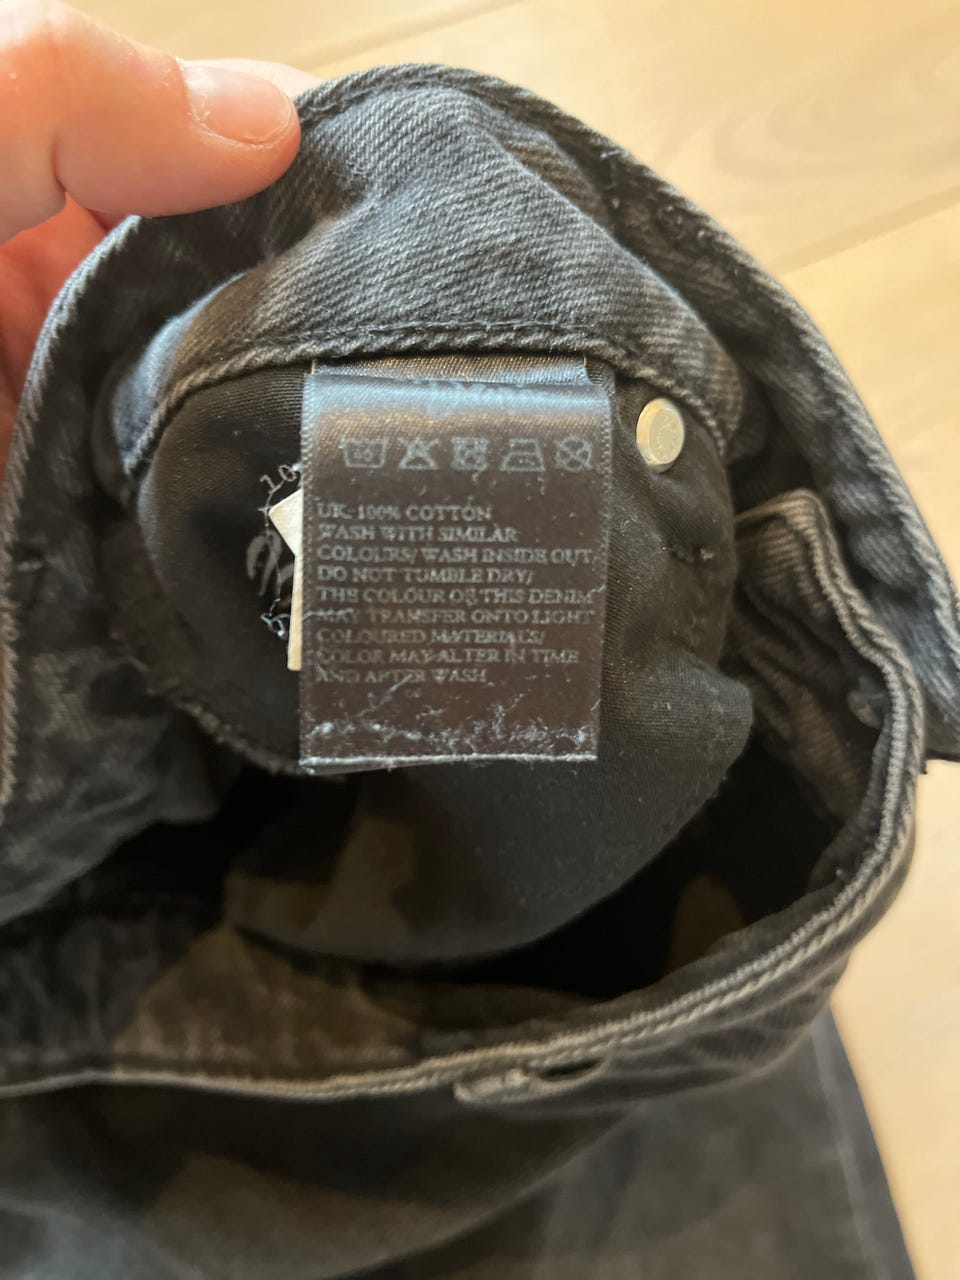 UK: 100% COTTON
WASH WITH SIMILAR
COLOURS/ WASH INSIDE OUT/
DO NOT TUMBLE DRY/
THE COLOUR OF THIS DENIM
MAY TRANSFER ONTO LIGHT
COLOURED MATERIALS/
COLOR MAY ALTER IN TIME
AND AFTER WASH